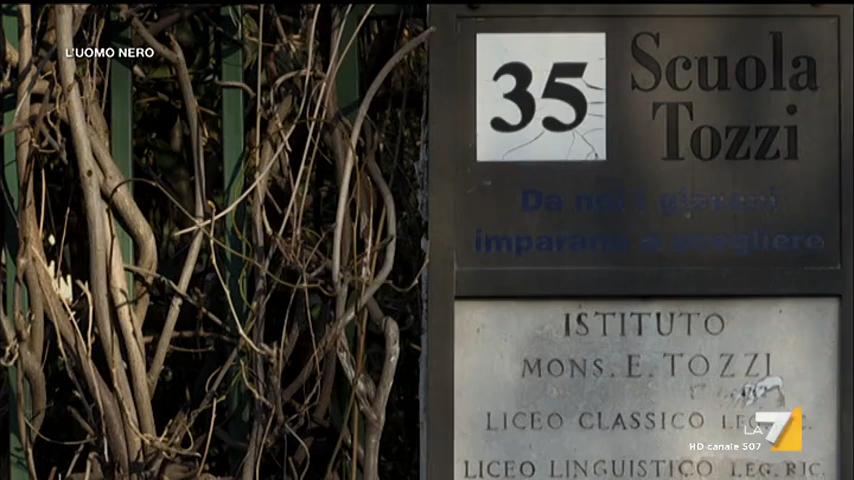 L'UOMO NERO
35
Scuola
Tozzi
Da noi i giovani
imparano a scegliere
ISTITUTO
MONS. E. TOZZI
LICEO CLASSICO LEG. RIC.
LICEO LINGUISTICO LEG. RIC.
LA7
HD canale 507